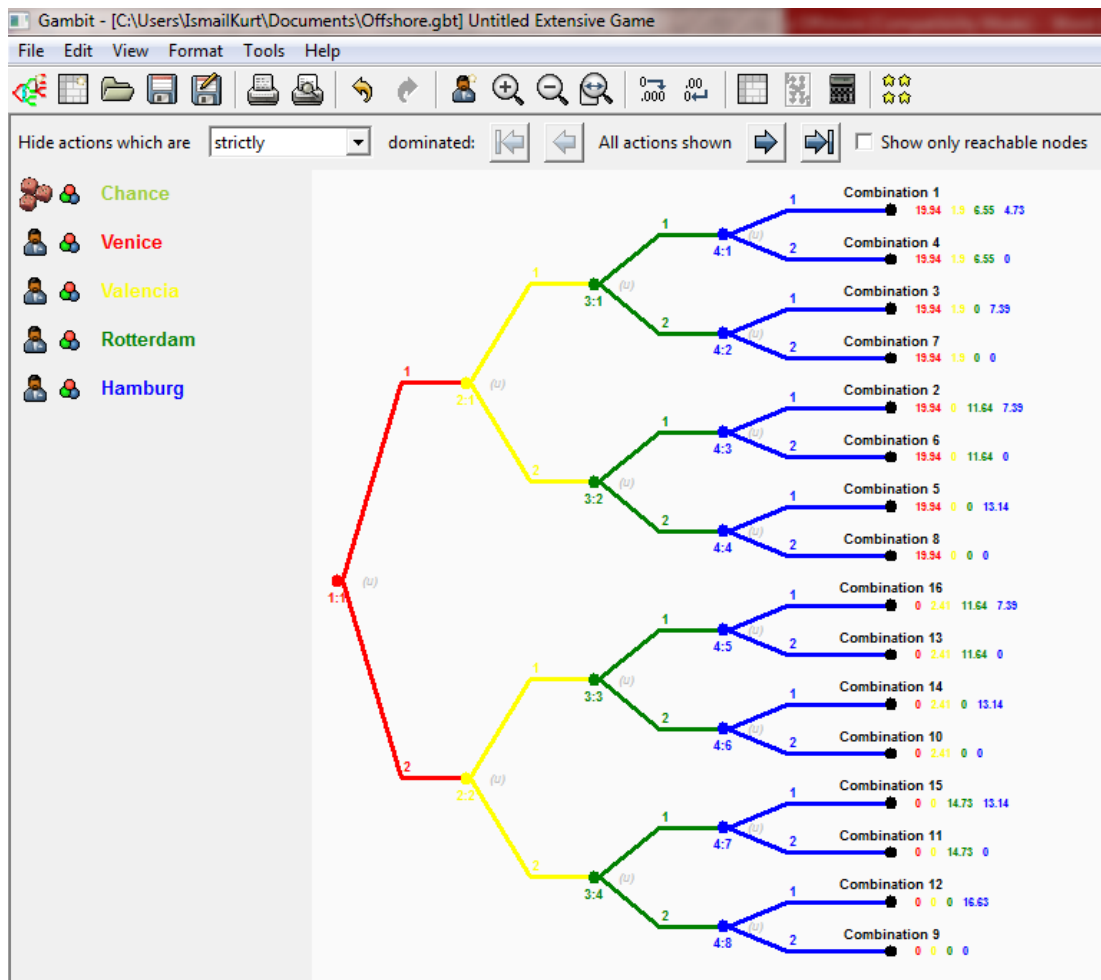 Gambit - [C:\Users\IsmailKurt\Documents\Offshore.gbt] Untitled Extensive Game
File Edit View Format Tools Help
0 .000 .00 0
Hide actions which are strictly dominated: All actions shown Show only reachable nodes
Chance
Venice
Valencia
Rotterdam
Hamburg
1:1 (u)
1
2
2:1 (u)
1
2
2:2 (u)
1
2
3:1 (u)
1
2
3:2 (u)
1
2
3:3 (u)
1
2
3:4 (u)
1
2
4:1 (u)
1 Combination 1
19.94 1.9 6.55 4.73
2 Combination 4
19.94 1.9 6.55 0
4:2 (u)
1 Combination 3
19.94 1.9 0 7.39
2 Combination 7
19.94 1.9 0 0
4:3 (u)
1 Combination 2
19.94 0 11.64 7.39
2 Combination 6
19.94 0 11.64 0
4:4 (u)
1 Combination 5
19.94 0 0 13.14
2 Combination 8
19.94 0 0 0
4:5 (u)
1 Combination 16
0 2.41 11.64 7.39
2 Combination 13
0 2.41 11.64 0
4:6 (u)
1 Combination 14
0 2.41 0 13.14
2 Combination 10
0 2.41 0 0
4:7 (u)
1 Combination 15
0 0 14.73 13.14
2 Combination 11
0 0 14.73 0
4:8 (u)
1 Combination 12
0 0 0 16.63
2 Combination 9
0 0 0 0